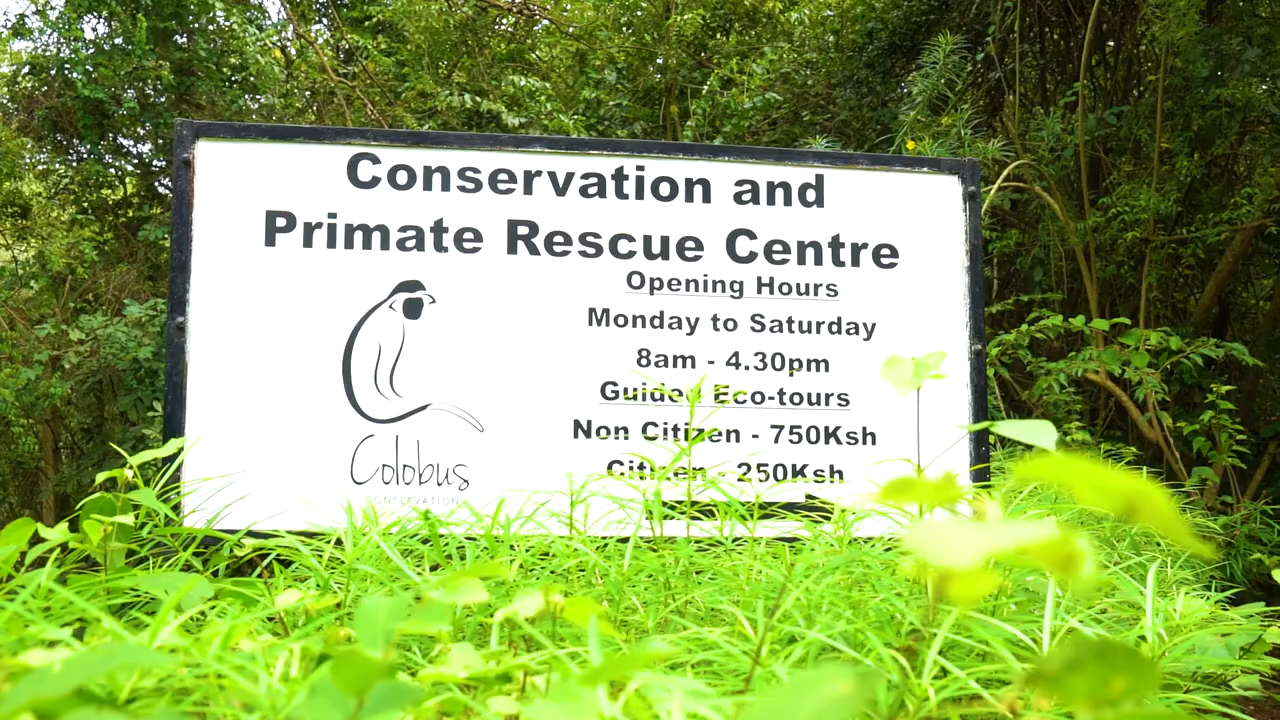 Conservation and
Primate Rescue Centre
Opening Hours
Monday to Saturday
8am - 4.30pm
Guided Eco-tours
Non Citizen - 750Ksh
Citizen - 250Ksh
Colobus
CONSERVATION